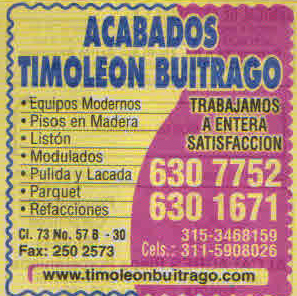 ACABADOS
TIMOLEON BUITRAGO
• Equipos Modernos
• Pisos en Madera
• Listón
• Modulados
• Pulida y Lacada
• Parquet
• Refacciones
TRABAJAMOS
A ENTERA
SATISFACCION
630 7752
630 1671
Cl. 73 No. 57 B - 30
Fax: 250 2573
315-3468159
Cels.: 311-5908026
www.timoleonbuitrago.com